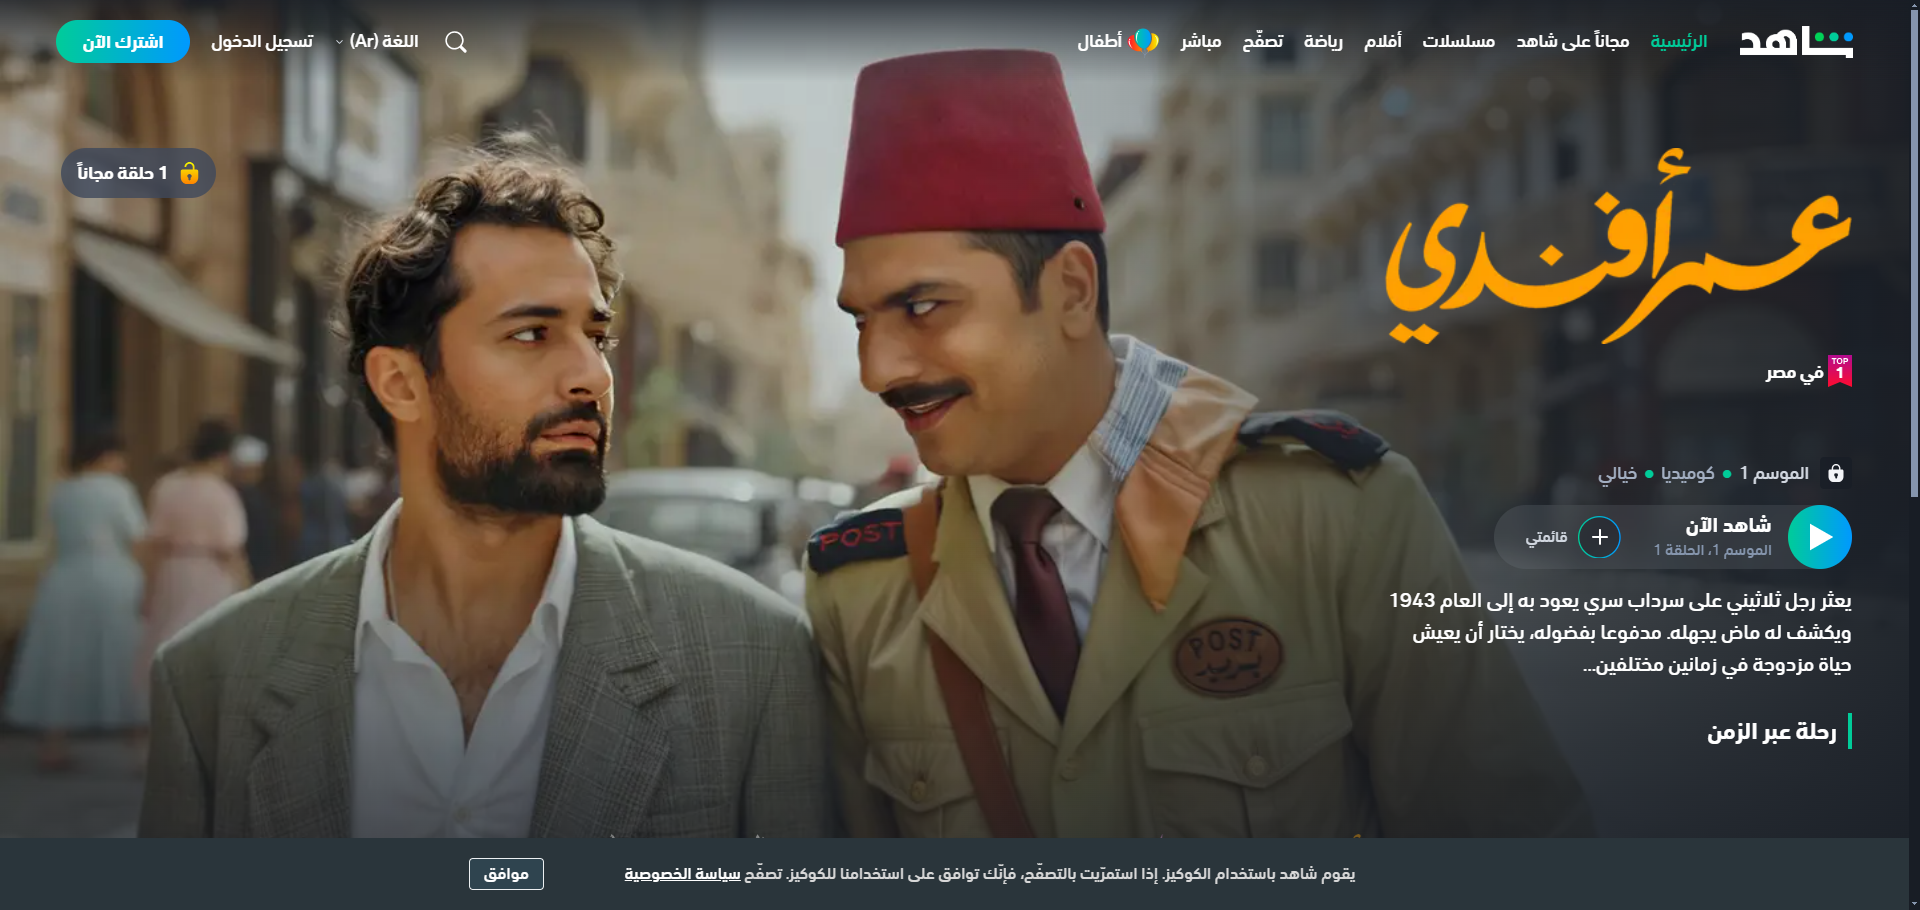 شاهد
الرئيسية
مجاناً على شاهد
مسلسلات
أفلام
رياضة
تصفّح
مباشر
أطفال
اللغة (Ar)
تسجيل الدخول
اشترك الآن
1 حلقة مجاناً
عمر أفندي
TOP
1
في مصر
الموسم 1 • كوميديا • خيالي
شاهد الآن
الموسم 1، الحلقة 1
قائمتي
يعثر رجل ثلاثيني على سرداب سري يعود به إلى العام 1943
ويكشف له ماض يجهله. مدفوعا بفضوله، يختار أن يعيش
حياة مزدوجة في زمانين مختلفين...
رحلة عبر الزمن
POST
POST
بريد
يقوم شاهد باستخدام الكوكيز. إذا استمرّيت بالتصفّح، فإنّك توافق على استخدامنا للكوكيز. تصفّح سياسة الخصوصية
موافق